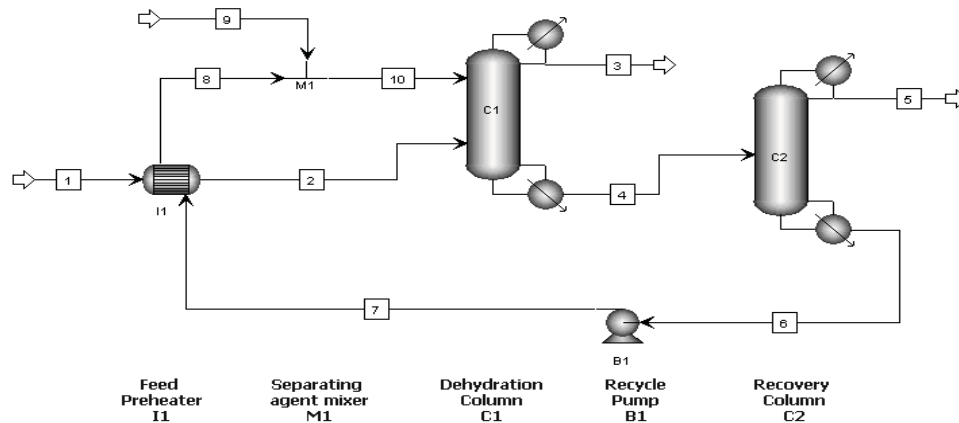 9
8
M1
10
C1
3
C2
5
1
I1
2
4
7
B1
6
Feed Preheater I1
Separating agent mixer M1
Dehydration Column C1
Recycle Pump B1
Recovery Column C2